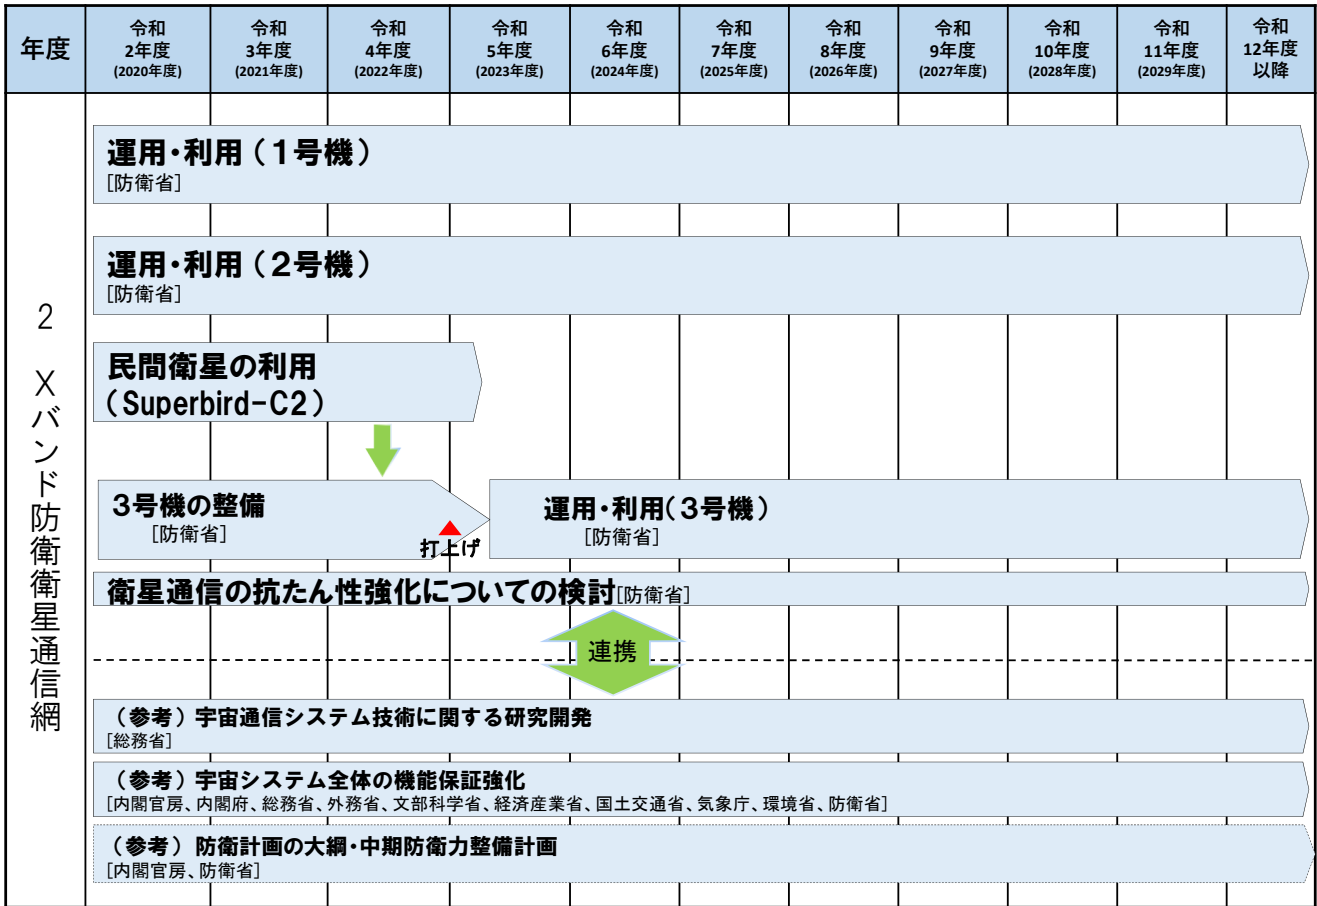 年度
令和
2年度
(2020年度)
令和
3年度
(2021年度)
令和
4年度
(2022年度)
令和
5年度
(2023年度)
令和
6年度
(2024年度)
令和
7年度
(2025年度)
令和
8年度
(2026年度)
令和
9年度
(2027年度)
令和
10年度
(2028年度)
令和
11年度
(2029年度)
令和
12年度
以降
2 Xバンド防衛衛星通信網
運用・利用（１号機）
[防衛省]
運用・利用（２号機）
[防衛省]
民間衛星の利用
（Superbird-C2）
3号機の整備
[防衛省]
打上げ
運用・利用（３号機）
[防衛省]
衛星通信の抗たん性強化についての検討[防衛省]
連携
（参考）宇宙通信システム技術に関する研究開発
[総務省]
（参考）宇宙システム全体の機能保証強化
[内閣官房、内閣府、総務省、外務省、文部科学省、経済産業省、国土交通省、気象庁、環境省、防衛省]
（参考）防衛計画の大綱・中期防衛力整備計画
[内閣官房、防衛省]